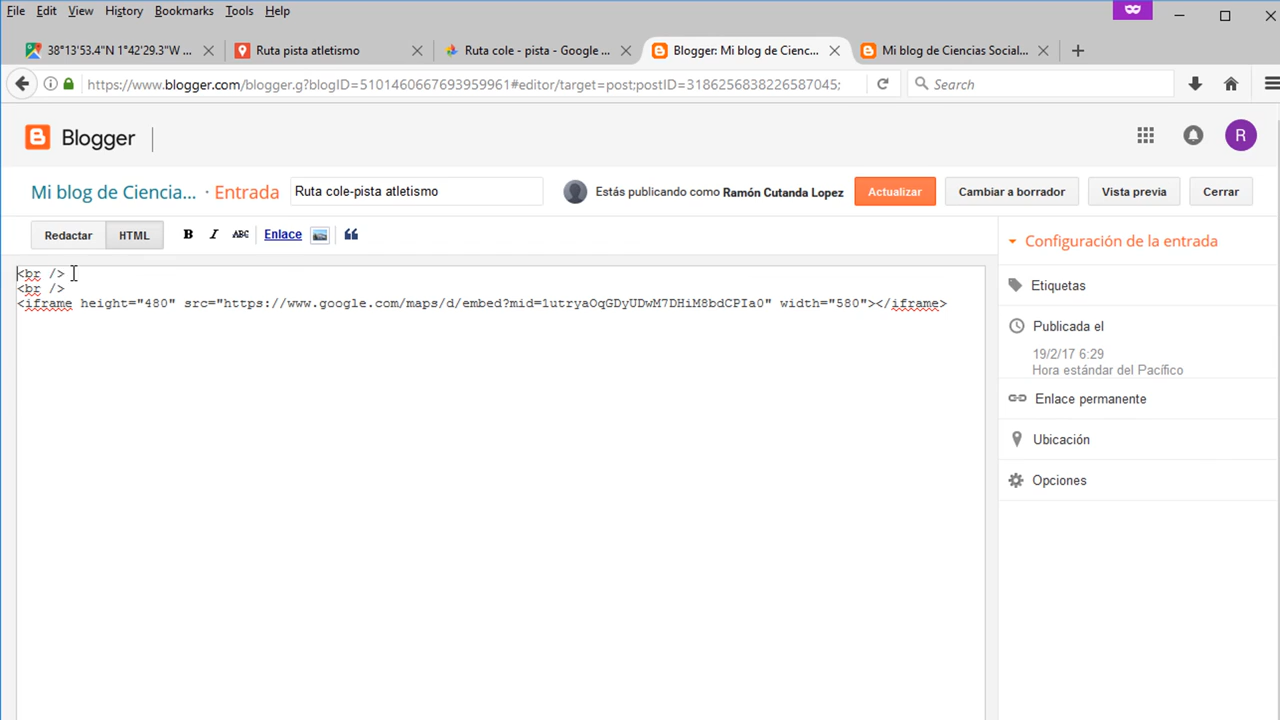 File Edit View History Bookmarks Tools Help
38°13'53.4"N 1°42'29.3"W ...
Ruta pista atletismo
Ruta cole - pista - Google ...
Blogger: Mi blog de Cienc...
Mi blog de Ciencias Social...
https://www.blogger.com/blogger.g?blogID=5101460667693959961#editor/target=post;postID=3186256838226587045;
Search
Blogger
R
Mi blog de Ciencia... · Entrada
Ruta cole-pista atletismo
Estás publicando como Ramón Cutanda Lopez
Actualizar
Cambiar a borrador
Vista previa
Cerrar
Redactar HTML B I ABC Enlace
Configuración de la entrada
<br />
<br />
<iframe height="480" src="https://www.google.com/maps/d/embed?mid=1utryaOqGDyUDwM7DHiM8bdCPIa0" width="580"></iframe>
Etiquetas
Publicada el
19/2/17 6:29
Hora estándar del Pacífico
Enlace permanente
Ubicación
Opciones